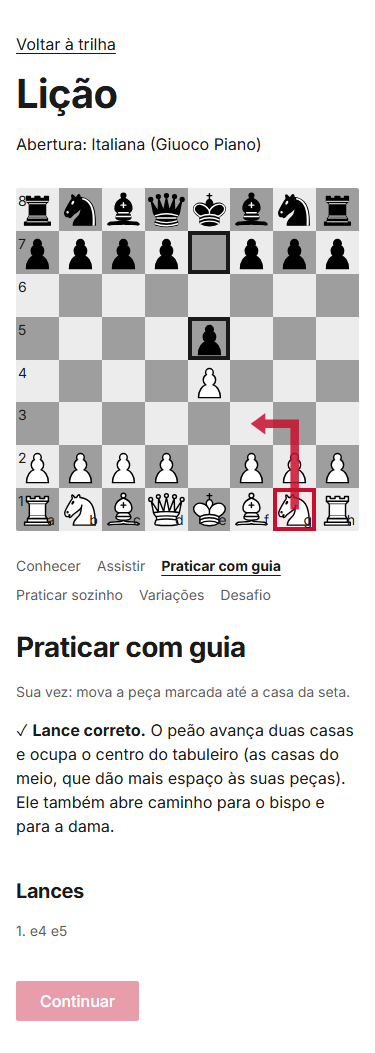 Voltar à trilha
Lição
Abertura: Italiana (Giuoco Piano)
8
7
6
5
4
3
2
1
a b c d e f g h
Conhecer Assistir Praticar com guia
Praticar sozinho Variações Desafio
Praticar com guia
Sua vez: mova a peça marcada até a casa da seta.
✓ Lance correto. O peão avança duas casas
e ocupa o centro do tabuleiro (as casas do
meio, que dão mais espaço às suas peças).
Ele também abre caminho para o bispo e
para a dama.
Lances
1. e4 e5
Continuar